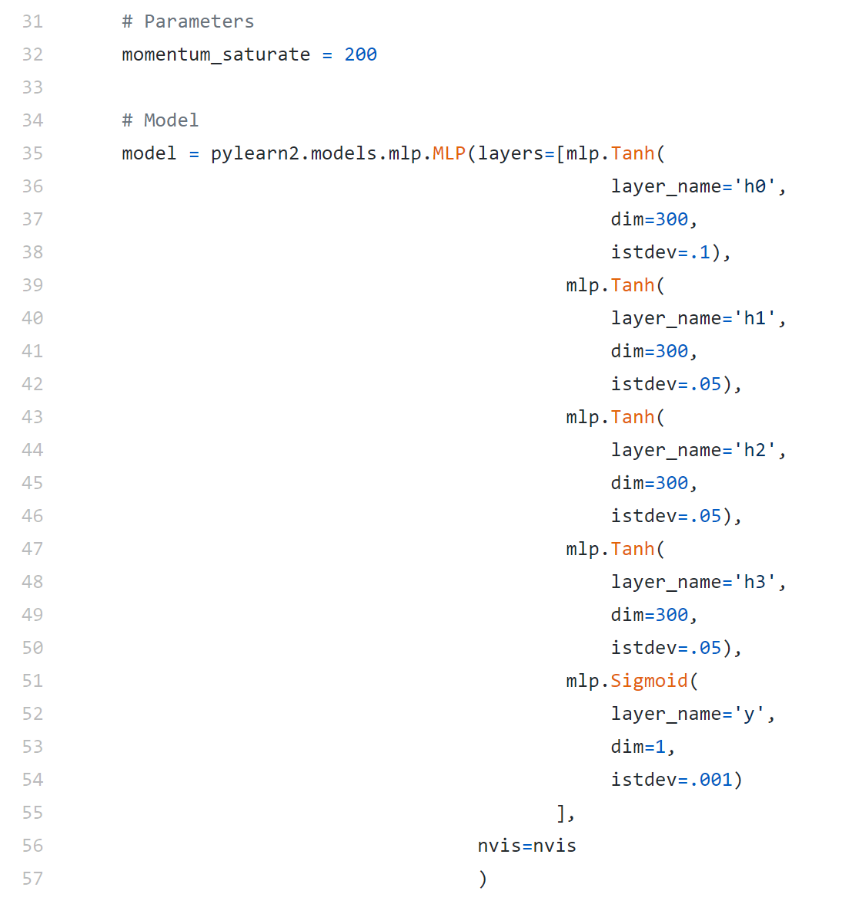 31 # Parameters
32 momentum_saturate = 200
33
34 # Model
35 model = pylearn2.models.mlp.MLP(layers=[mlp.Tanh(
36 layer_name='h0',
37 dim=300,
38 istdev=.1),
39 mlp.Tanh(
40 layer_name='h1',
41 dim=300,
42 istdev=.05),
43 mlp.Tanh(
44 layer_name='h2',
45 dim=300,
46 istdev=.05),
47 mlp.Tanh(
48 layer_name='h3',
49 dim=300,
50 istdev=.05),
51 mlp.Sigmoid(
52 layer_name='y',
53 dim=1,
54 istdev=.001)
55 ],
56 nvis=nvis
57 )